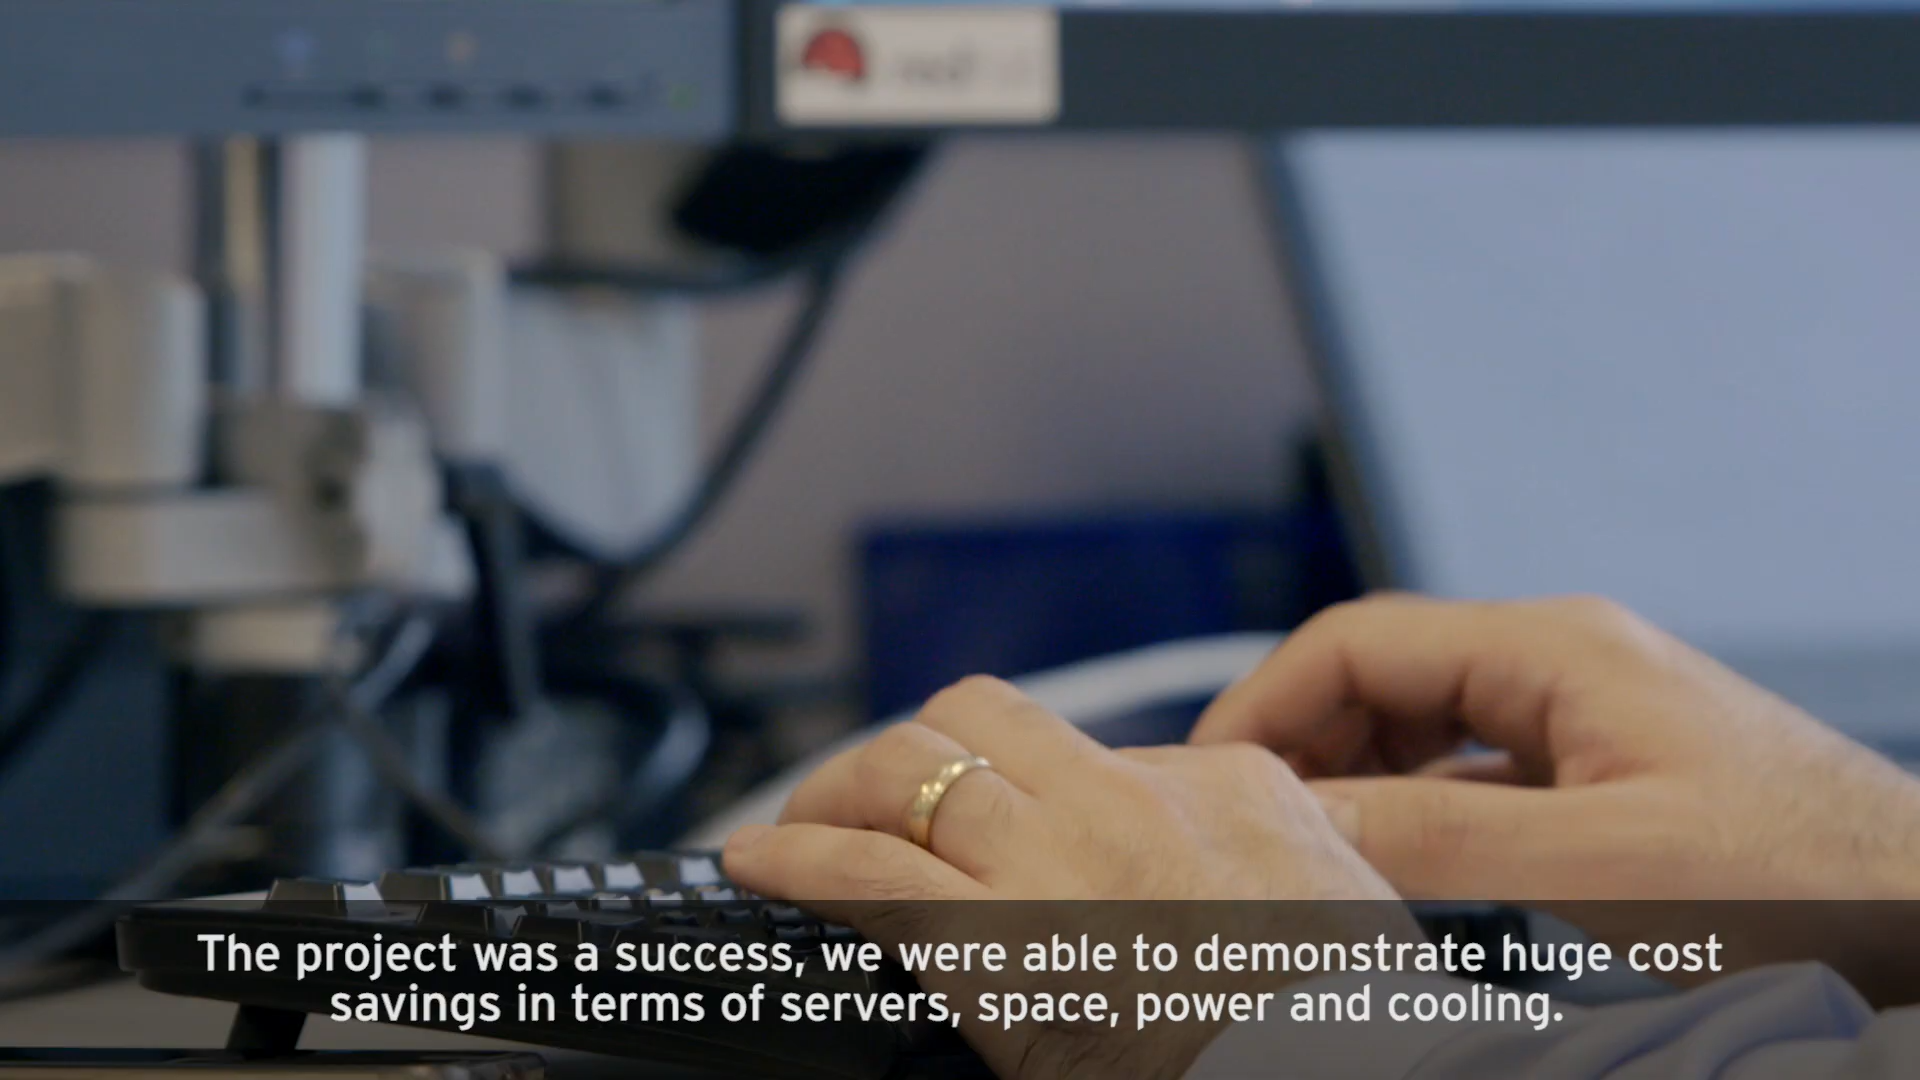 The project was a success, we were able to demonstrate huge cost
savings in terms of servers, space, power and cooling.